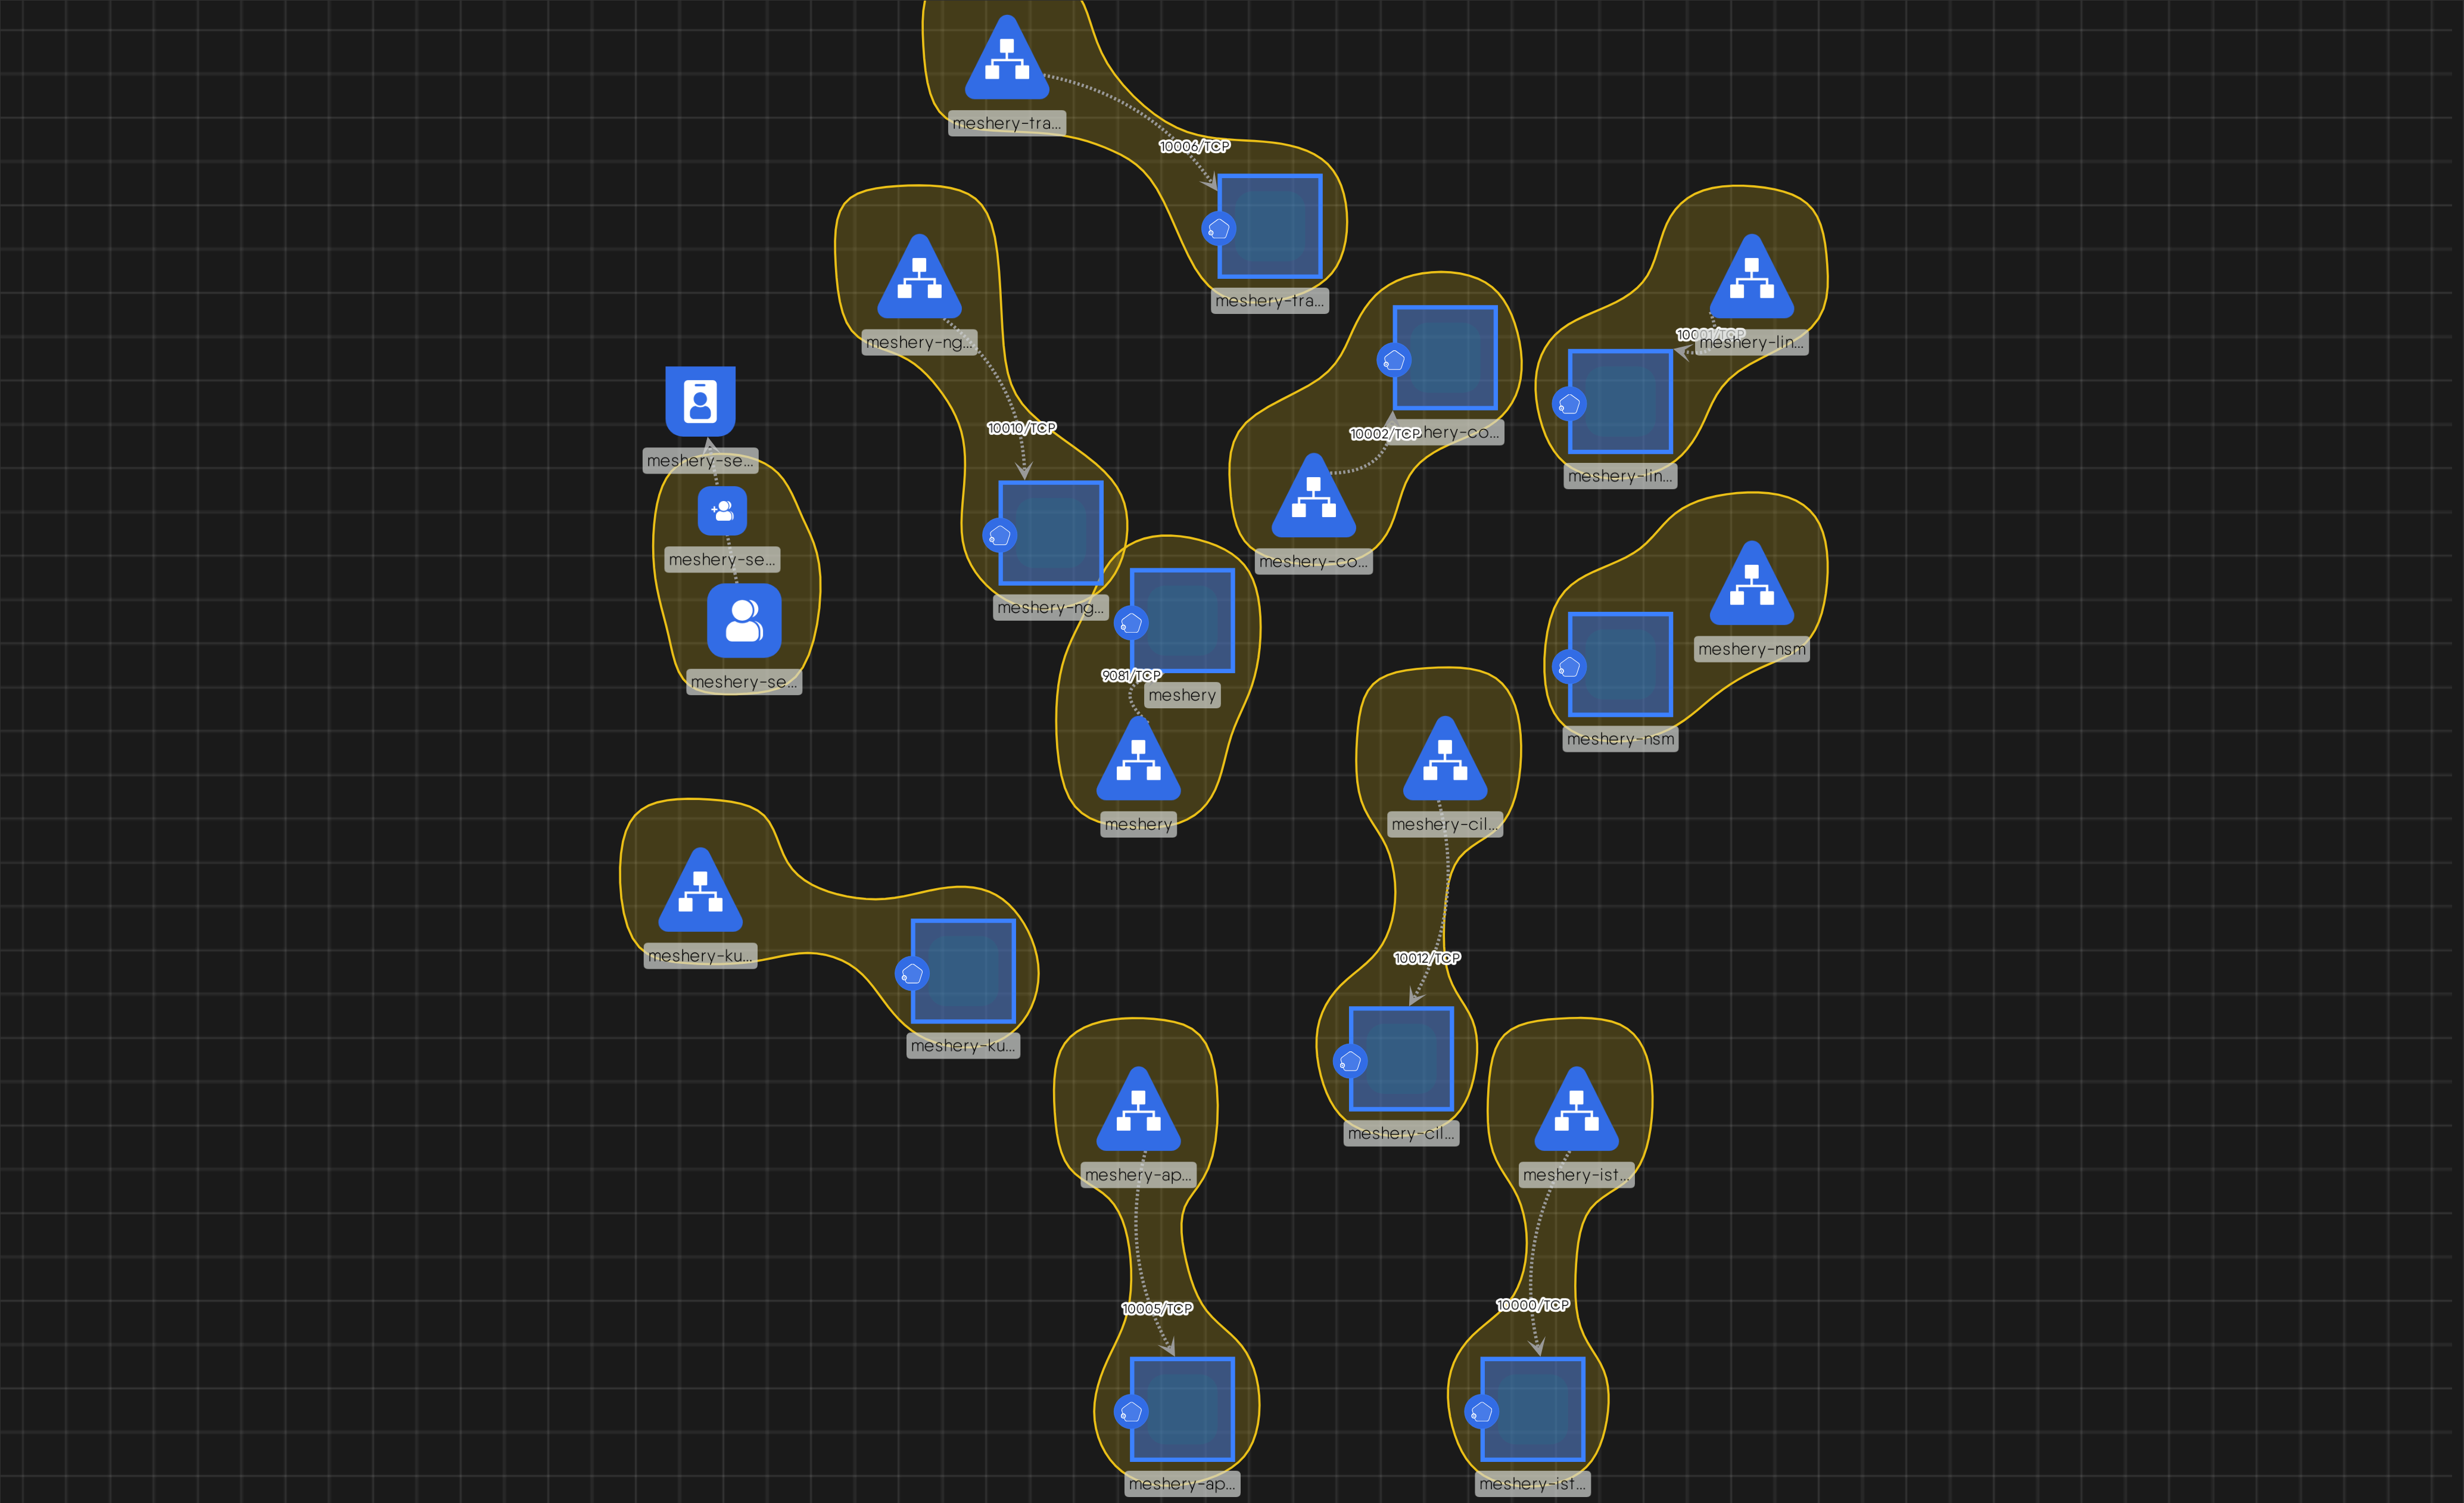 meshery-tra...
10006/TCP
meshery-tra...
meshery-ng...
10001/TCP
meshery-lin...
10010/TCP
10002/TCP
hery-co...
meshery-se...
meshery-lin...
meshery-se...
meshery-co...
meshery-ng...
meshery-nsm
9081/TCP
meshery-se...
meshery
meshery-nsm
meshery
meshery-cil...
meshery-ku...
10012/TCP
meshery-ku...
meshery-cil...
meshery-ap...
meshery-ist...
10005/TCP
10000/TCP
meshery-ap...
meshery-ist...